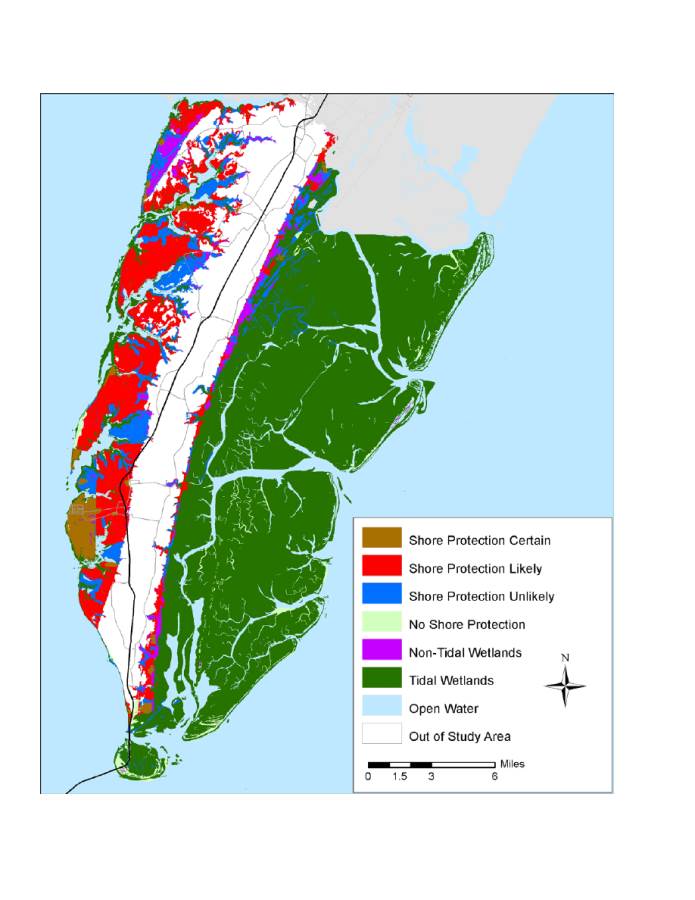 Shore Protection Certain
Shore Protection Likely
Shore Protection Unlikely
No Shore Protection
Non-Tidal Wetlands
Tidal Wetlands
Open Water
Out of Study Area
N
Miles
0 1.5 3 6